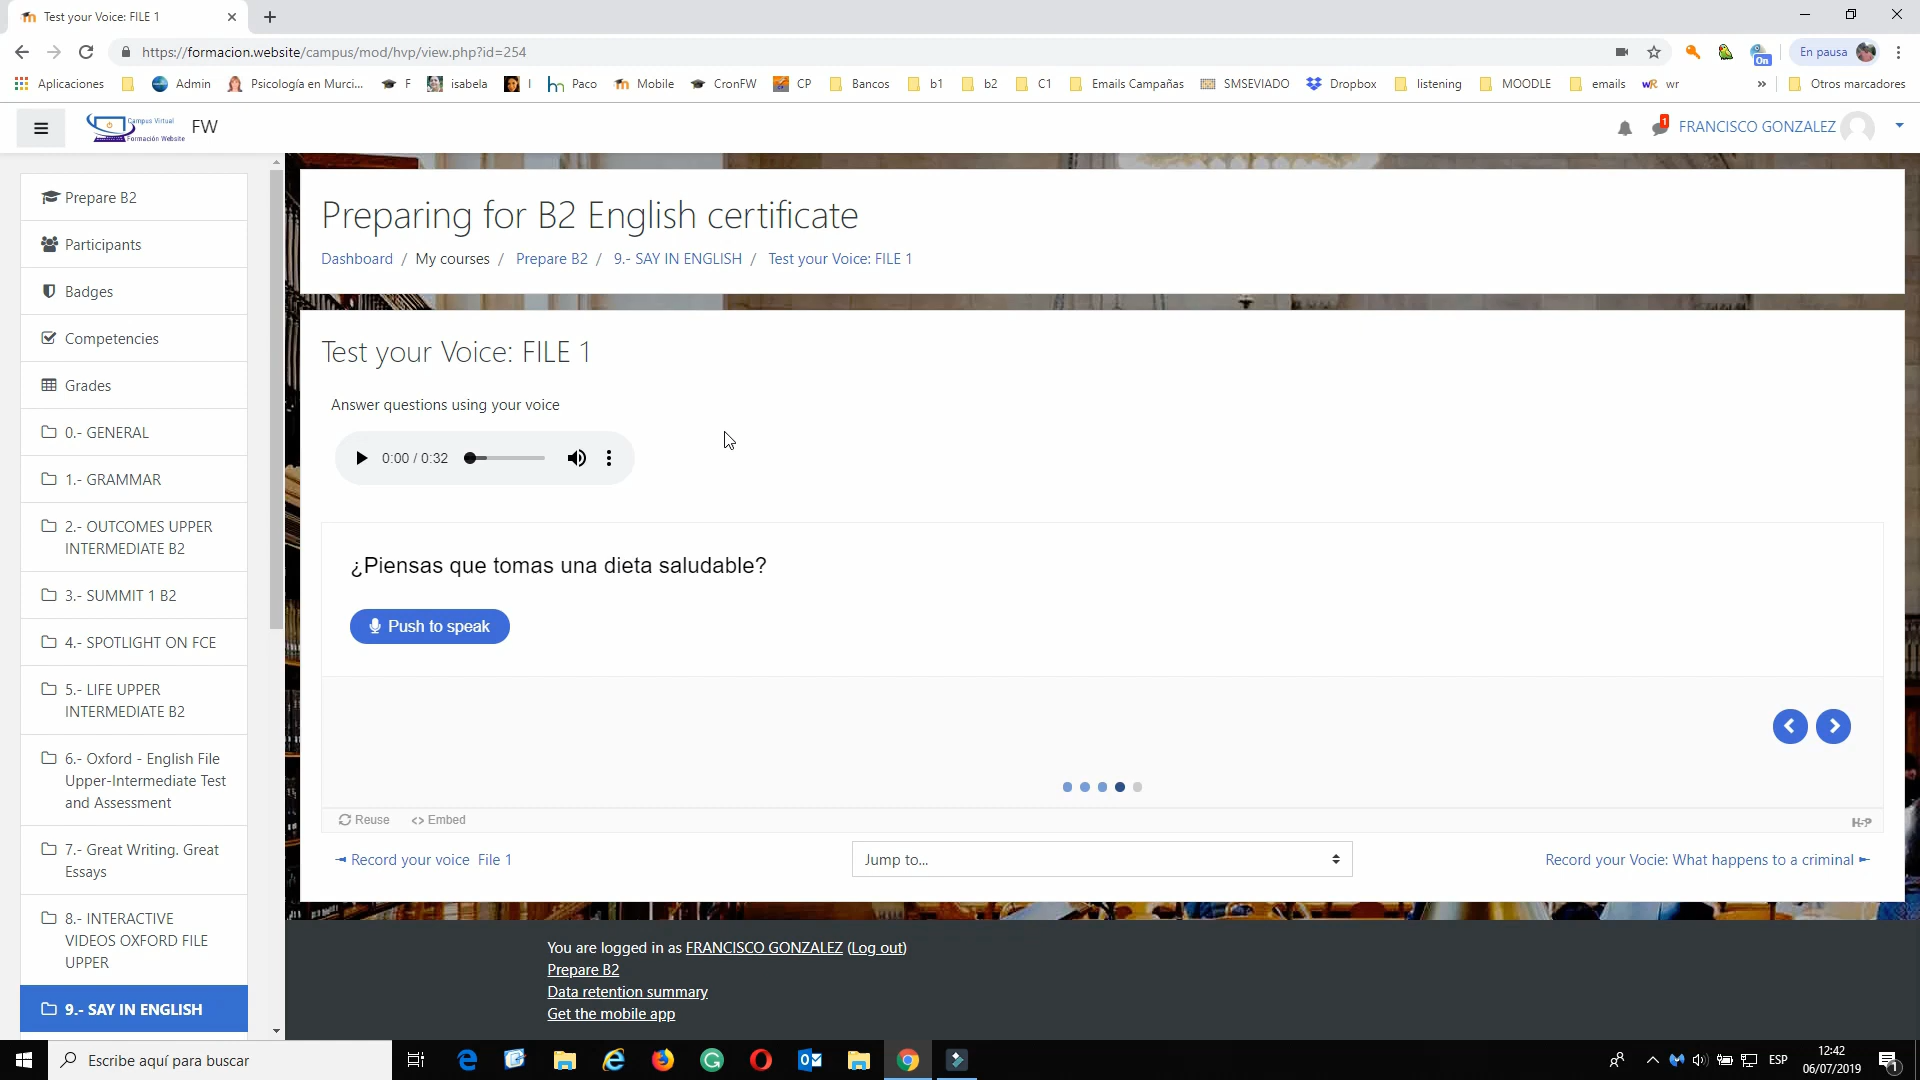 Test your Voice: FILE 1
https://formacion.website/campus/mod/hvp/view.php?id=254
On
En pausa
Aplicaciones
Admin
Psicología en Murci...
F
isabela
I
Paco
Mobile
CronFW
CP
Bancos
b1
b2
C1
Emails Campañas
SMSEVIADO
Dropbox
listening
MOODLE
emails
wr
»
Otros marcadores
Campus Virtual
Formación Website
FW
1
FRANCISCO GONZALEZ
Prepare B2
Participants
Badges
Competencies
Grades
0.- GENERAL
1.- GRAMMAR
2.- OUTCOMES UPPER
INTERMEDIATE B2
3.- SUMMIT 1 B2
4.- SPOTLIGHT ON FCE
5.- LIFE UPPER
INTERMEDIATE B2
6.- Oxford - English File
Upper-Intermediate Test
and Assessment
7.- Great Writing. Great
Essays
8.- INTERACTIVE
VIDEOS OXFORD FILE
UPPER
9.- SAY IN ENGLISH
Preparing for B2 English certificate
Dashboard / My courses / Prepare B2 / 9.- SAY IN ENGLISH / Test your Voice: FILE 1
Test your Voice: FILE 1
Answer questions using your voice
0:00 / 0:32
¿Piensas que tomas una dieta saludable?
Push to speak
Reuse
<> Embed
H5P
◄ Record your voice File 1
Jump to...
Record your Vocie: What happens to a criminal ►
You are logged in as FRANCISCO GONZALEZ (Log out)
Prepare B2
Data retention summary
Get the mobile app
Escribe aquí para buscar
ESP
12:42
06/07/2019
1